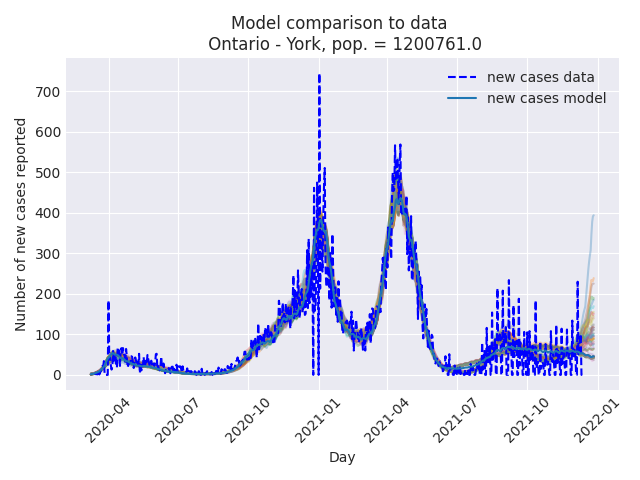 Model comparison to data
Ontario - York, pop. = 1200761.0
new cases data
new cases model
Number of new cases reported
700
600
500
400
300
200
100
0
2020-04
2020-07
2020-10
2021-01
2021-04
2021-07
2021-10
2022-01
Day